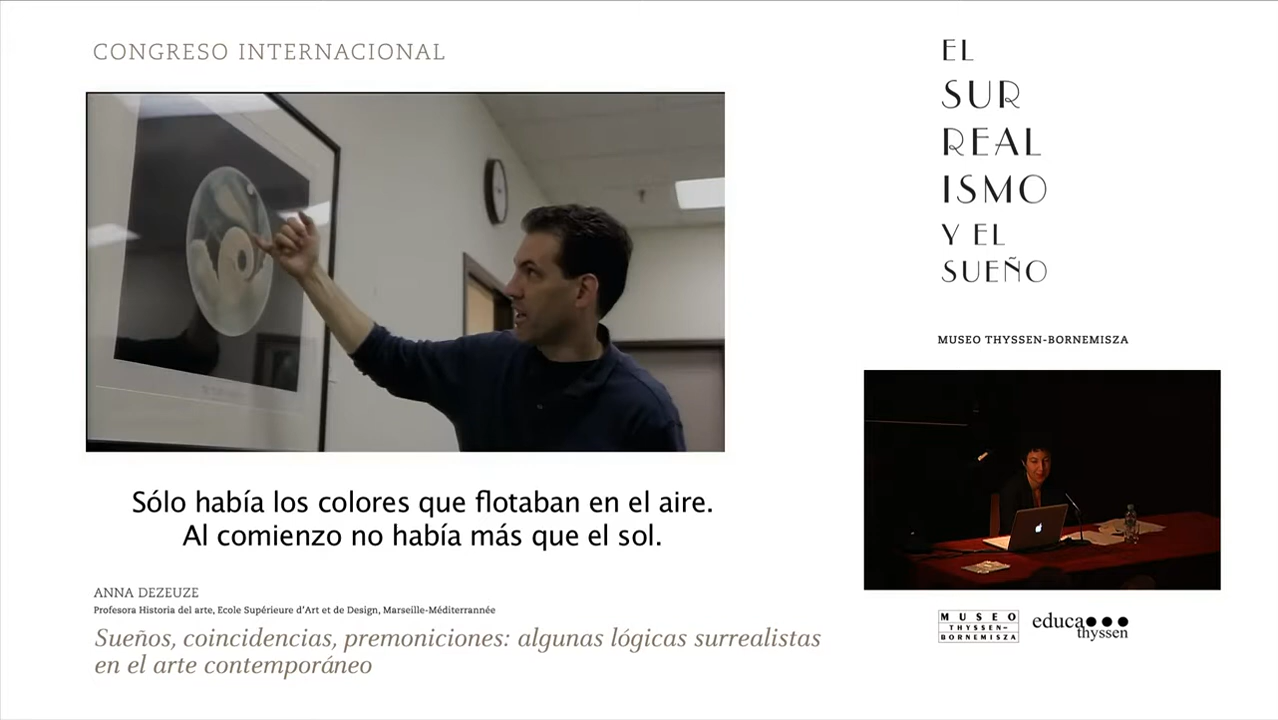 CONGRESO INTERNACIONAL
EL
SUR
REAL
ISMO
Y EL
SUEÑO
MUSEO THYSSEN-BORNEMISZA
Sólo había los colores que flotaban en el aire.
Al comienzo no había más que el sol.
ANNA DEZEUZE
Profesora Historia del arte, Ecole Supérieure d'Art et de Design, Marseille-Méditerrannée
Sueños, coincidencias, premoniciones: algunas lógicas surrealistas
en el arte contemporáneo
MUSEO
THYSSEN-
BORNEMISZA
educa
thyssen